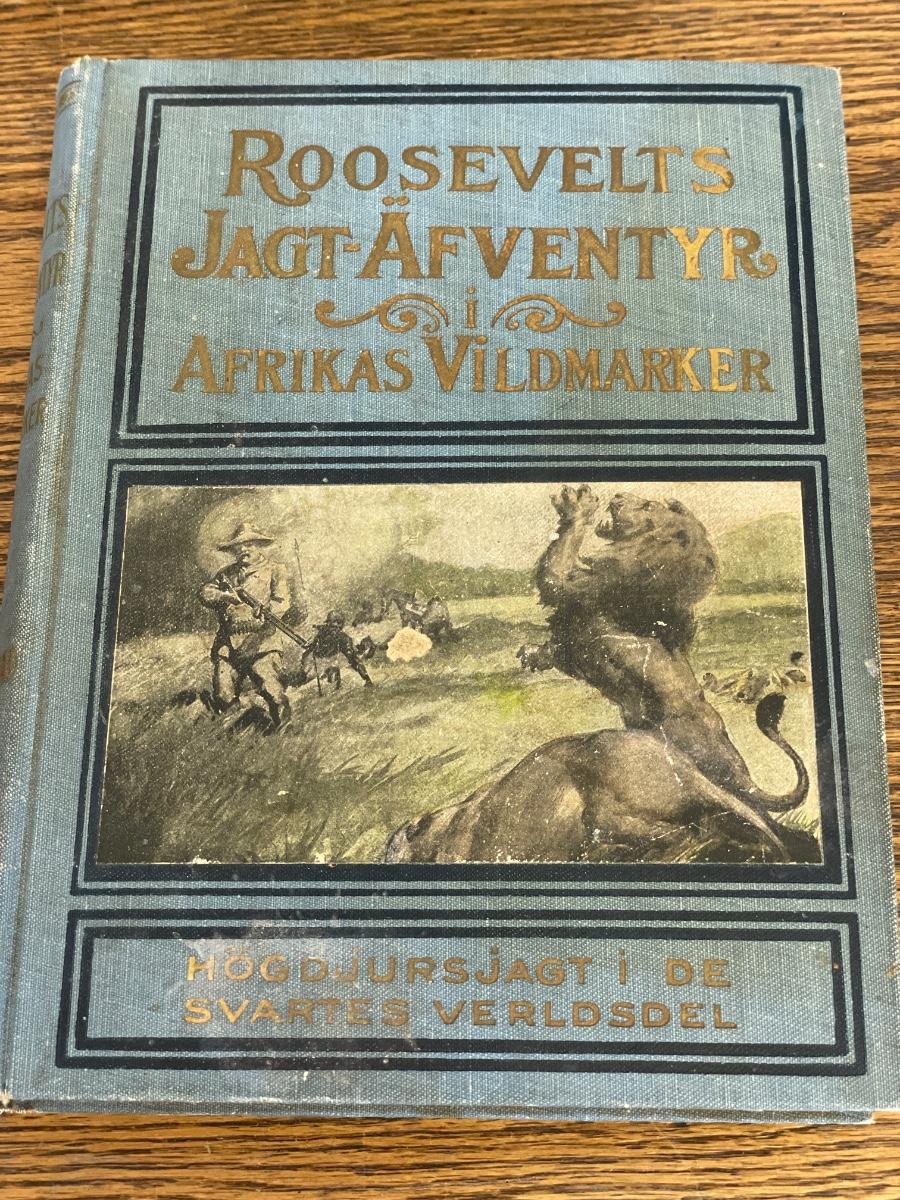 ROOSEVELTS
JAGT-ÄFVENTYR
i
AFRIKAS VILDMARKER
HÖGDJURSJAGT i DE
SVARTES VERLDSDEL